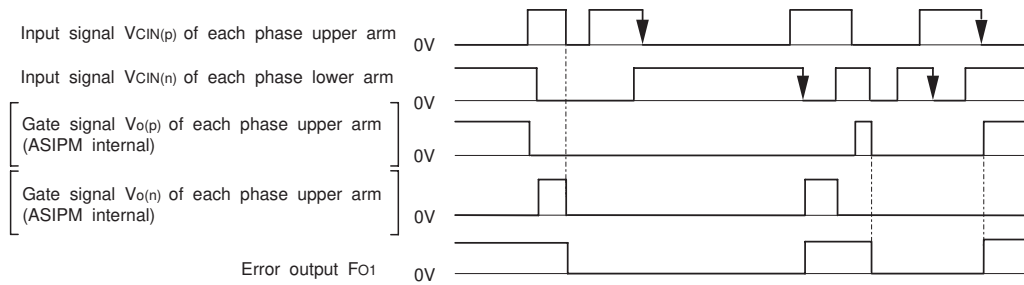 Input signal VCIN(p) of each phase upper arm 0V
Input signal VCIN(n) of each phase lower arm 0V
Gate signal Vo(p) of each phase upper arm
(ASIPM internal) 0V
Gate signal Vo(n) of each phase upper arm
(ASIPM internal) 0V
Error output FO1 0V